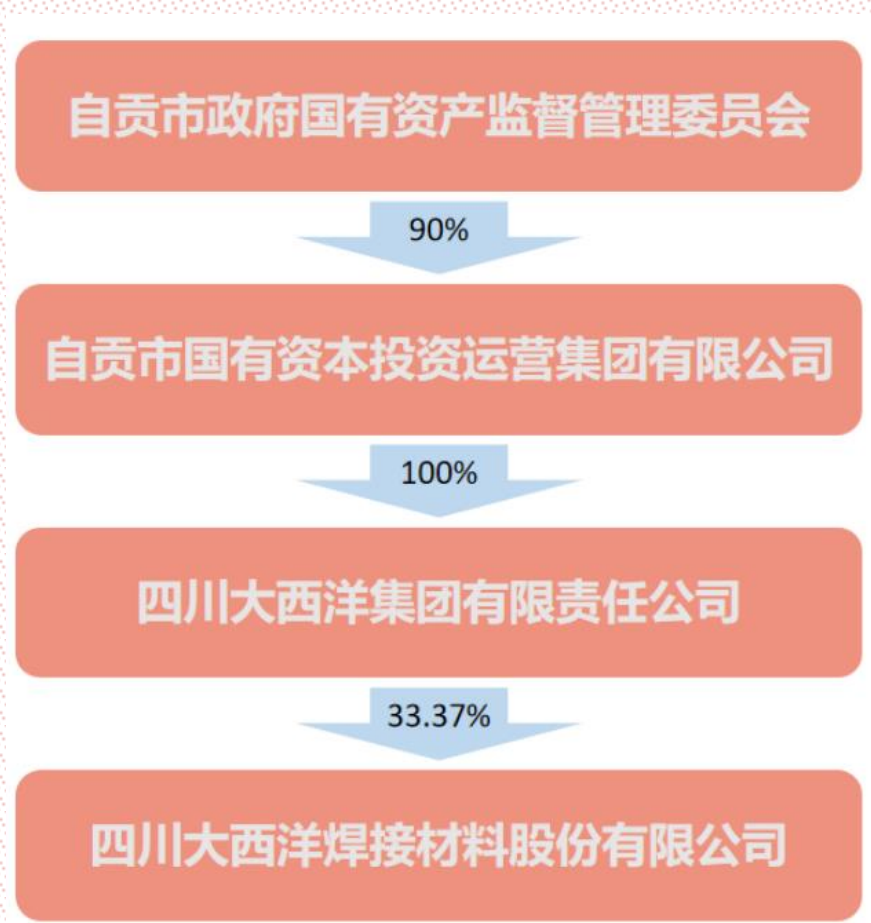 自贡市政府国有资产监督管理委员会
90%
自贡市国有资本投资运营集团有限公司
100%
四川大西洋集团有限责任公司
33.37%
四川大西洋焊接材料股份有限公司